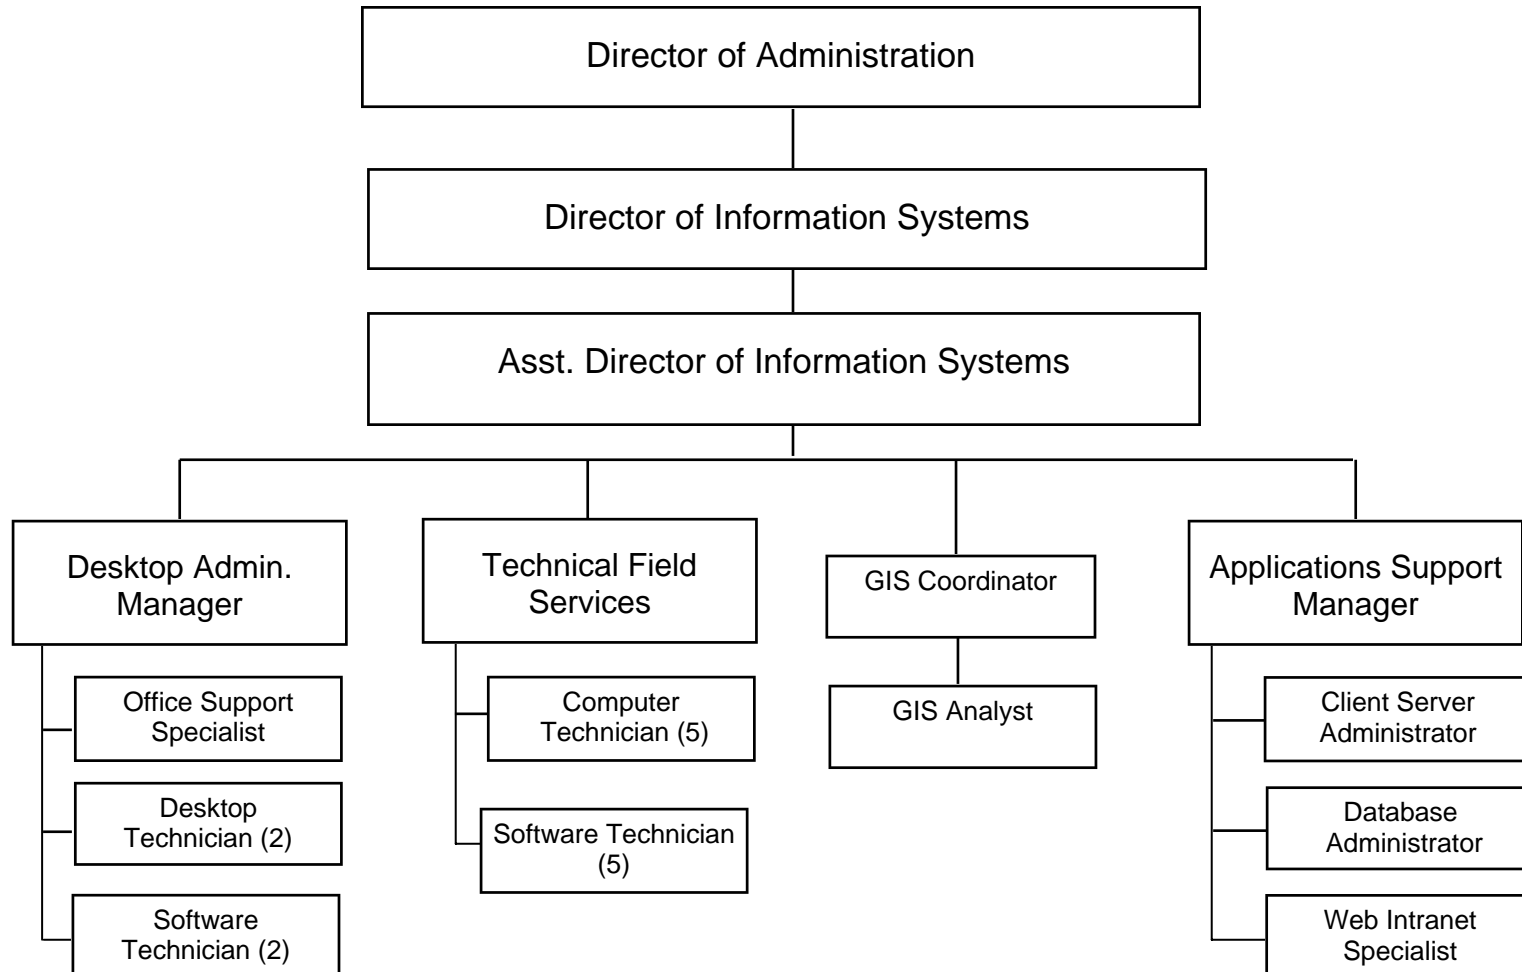 Director of Administration
Director of Information Systems
Asst. Director of Information Systems
Desktop Admin.
Manager
Office Support
Specialist
Desktop
Technician (2)
Software
Technician (2)
Technical Field
Services
Computer
Technician (5)
Software Technician
(5)
GIS Coordinator
GIS Analyst
Applications Support
Manager
Client Server
Administrator
Database
Administrator
Web Intranet
Specialist